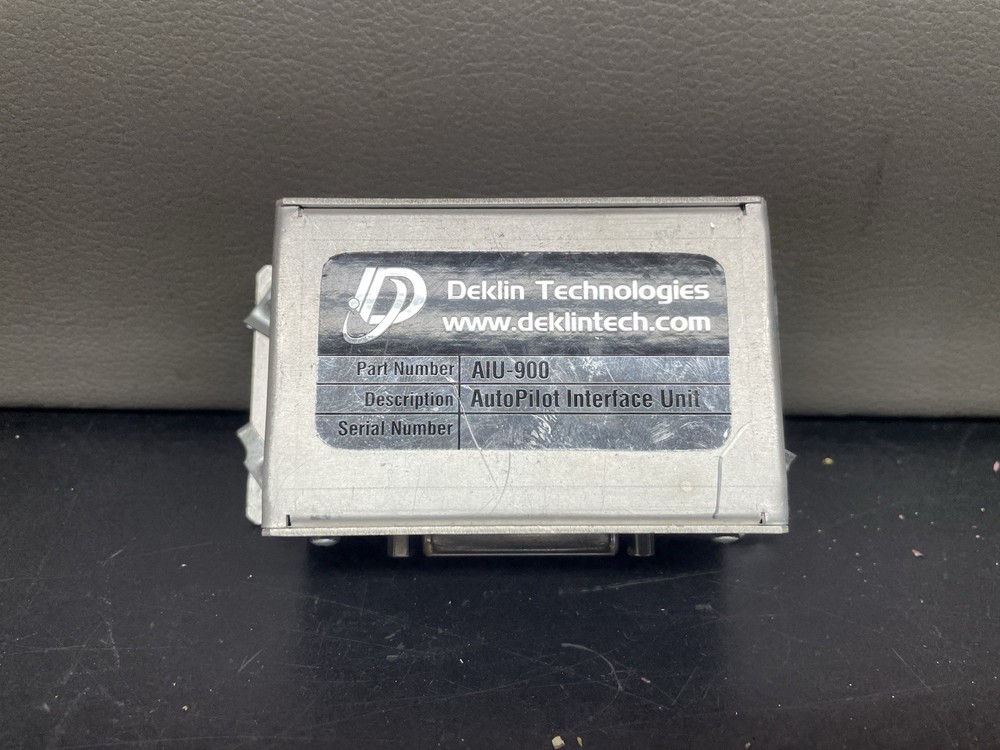 Deklin Technologies
www.deklintech.com
Part Number AIU-900
Description AutoPilot Interface Unit
Serial Number